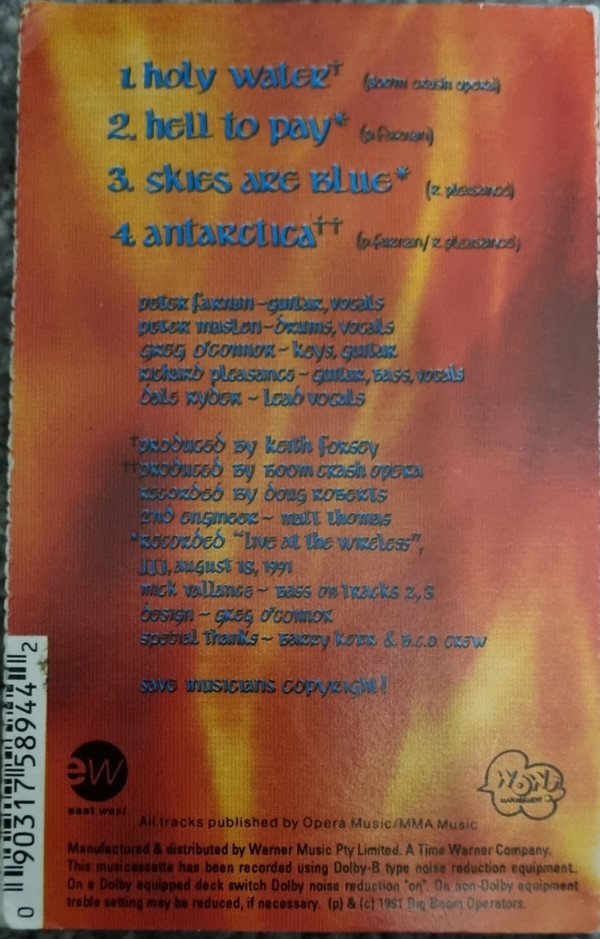 1. holy water† (boom crash opera)
2. hell to pay* (p. farnan)
3. skies are blue* (r. pleasance)
4. antarctica†† (p. farnan/r. pleasance)
peter farnan ~ guitar, vocals
peter maslen ~ drums, vocals
greg o'connor ~ keys, guitar
richard pleasance ~ guitar, bass, vocals
dale ryder ~ lead vocals
†produced by keith forsey
††produced by boom crash opera
recorded by doug roberts
2nd engineer ~ matt thomas
*recorded "live at the wireless",
JJJ, august 18, 1991
mick vallance ~ bass on tracks 2, 3
design ~ greg o'connor
special thanks ~ barry kerr & b.c.o. crew
save musicians copyright!
ew
east west
WOW!
MANAGEMENT
All tracks published by Opera Music/MMA Music
Manufactured & distributed by Warner Music Pty Limited. A Time Warner Company.
This musicassette has been recorded using Dolby-B type noise reduction equipment.
On a Dolby equipped deck switch Dolby noise reduction "on". On non-Dolby equipment
treble setting may be reduced, if necessary. (p) & (c) 1991 Big Boom Operators.
0 90317 58944 2